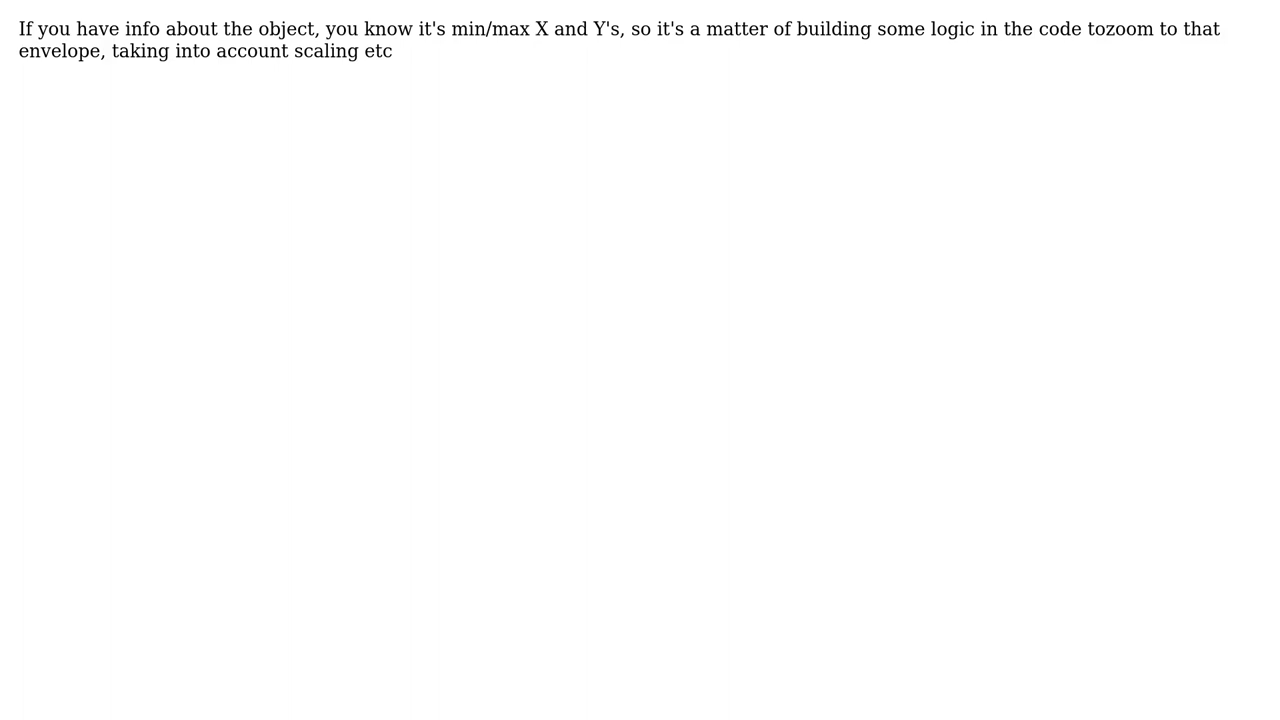 If you have info about the object, you know it's min/max X and Y's, so it's a matter of building some logic in the code tozoom to that
envelope, taking into account scaling etc